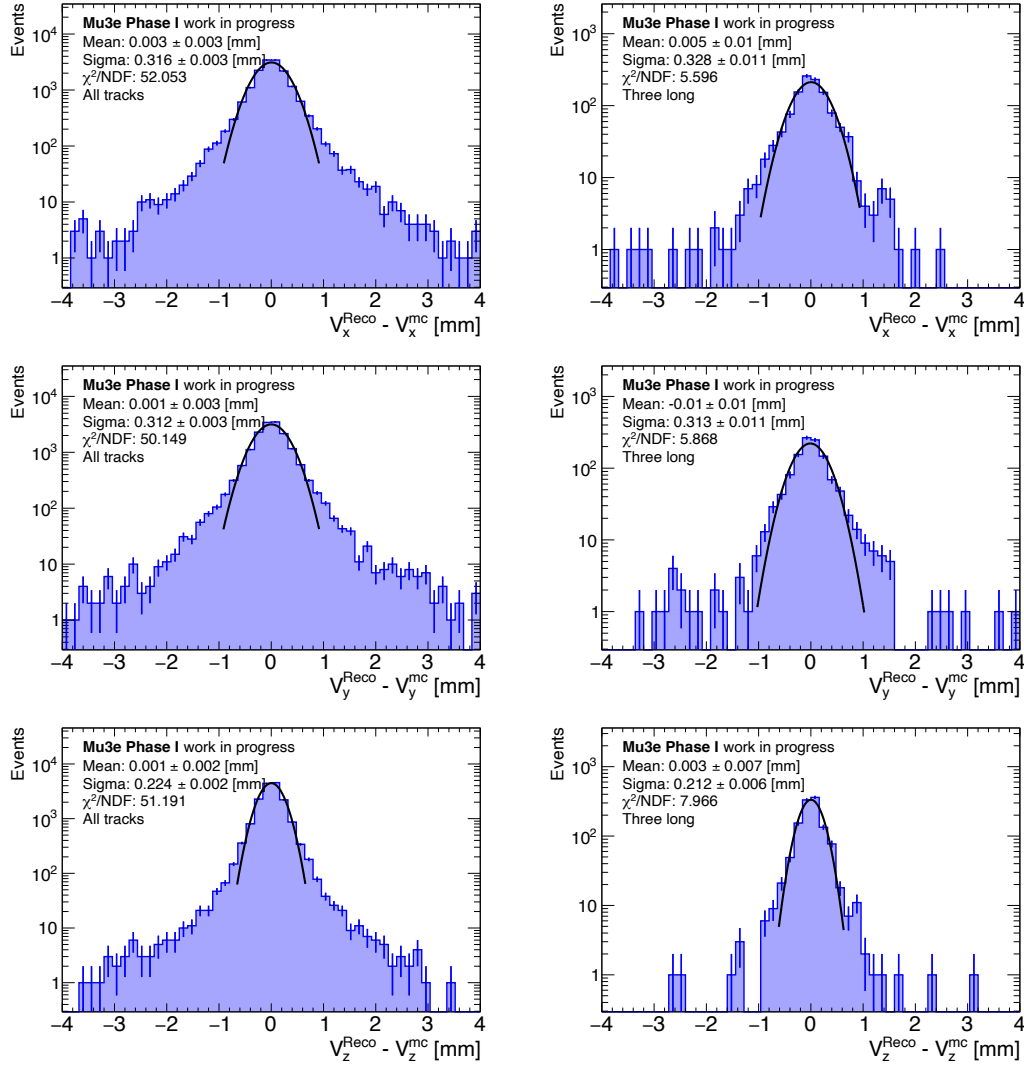 Events
Mu3e Phase I work in progress
Mean: 0.003 ± 0.003 [mm]
Sigma: 0.316 ± 0.003 [mm]
χ²/NDF: 52.053
All tracks
10⁴
10³
10²
10
1
−4 −3 −2 −1 0 1 2 3 4
V_x^Reco - V_x^mc [mm]
Events
Mu3e Phase I work in progress
Mean: 0.005 ± 0.01 [mm]
Sigma: 0.328 ± 0.011 [mm]
χ²/NDF: 5.596
Three long
10³
10²
10
1
−4 −3 −2 −1 0 1 2 3 4
V_x^Reco - V_x^mc [mm]
Events
Mu3e Phase I work in progress
Mean: 0.001 ± 0.003 [mm]
Sigma: 0.312 ± 0.003 [mm]
χ²/NDF: 50.149
All tracks
10⁴
10³
10²
10
1
−4 −3 −2 −1 0 1 2 3 4
V_y^Reco - V_y^mc [mm]
Events
Mu3e Phase I work in progress
Mean: -0.01 ± 0.01 [mm]
Sigma: 0.313 ± 0.011 [mm]
χ²/NDF: 5.868
Three long
10³
10²
10
1
−4 −3 −2 −1 0 1 2 3 4
V_y^Reco - V_y^mc [mm]
Events
Mu3e Phase I work in progress
Mean: 0.001 ± 0.002 [mm]
Sigma: 0.224 ± 0.002 [mm]
χ²/NDF: 51.191
All tracks
10⁴
10³
10²
10
1
−4 −3 −2 −1 0 1 2 3 4
V_z^Reco - V_z^mc [mm]
Events
Mu3e Phase I work in progress
Mean: 0.003 ± 0.007 [mm]
Sigma: 0.212 ± 0.006 [mm]
χ²/NDF: 7.966
Three long
10³
10²
10
1
−4 −3 −2 −1 0 1 2 3 4
V_z^Reco - V_z^mc [mm]